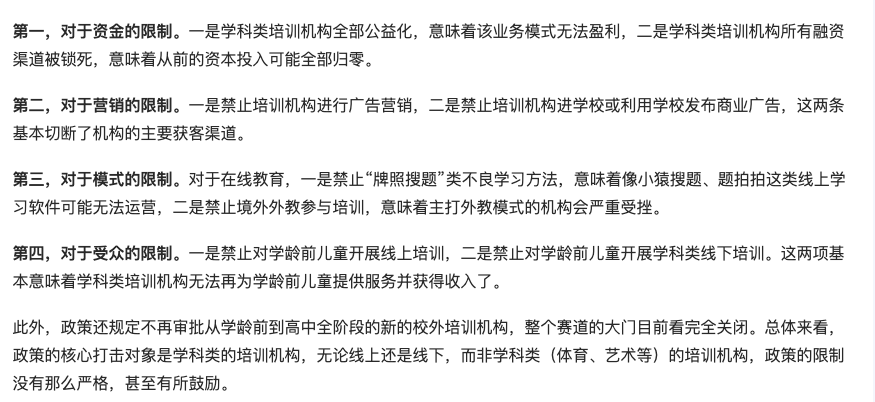 第一，对于资金的限制。一是学科类培训机构全部公益化，意味着该业务模式无法盈利，二是学科类培训机构所有融资
渠道被锁死，意味着从前的资本投入可能全部归零。
第二，对于营销的限制。一是禁止培训机构进行广告营销，二是禁止培训机构进学校或利用学校发布商业广告，这两条
基本切断了机构的主要获客渠道。
第三，对于模式的限制。对于在线教育，一是禁止“牌照搜题”类不良学习方法，意味着像小猿搜题、题拍拍这类线上学
习软件可能无法运营，二是禁止境外外教参与培训，意味着主打外教模式的机构会严重受挫。
第四，对于受众的限制。一是禁止对学龄前儿童开展线上培训，二是禁止对学龄前儿童开展学科类线下培训。这两项基
本意味着学科类培训机构无法再为学龄前儿童提供服务并获得收入了。
此外，政策还规定不再审批从学龄前到高中全阶段的新的校外培训机构，整个赛道的大门目前看完全关闭。总体来看，
政策的核心打击对象是学科类的培训机构，无论线上还是线下，而非学科类（体育、艺术等）的培训机构，政策的限制
没有那么严格，甚至有所鼓励。